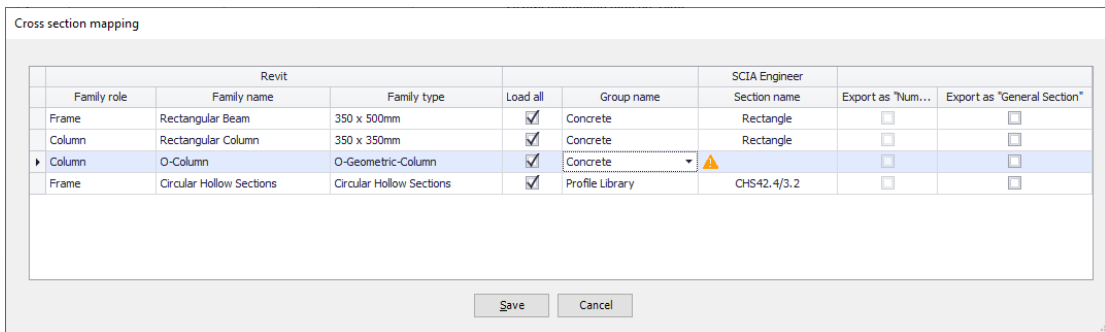 Cross section mapping
Revit SCIA Engineer
Family role Family name Family type Load all Group name Section name Export as "Num... Export as "General Section"
Frame Rectangular Beam 350 x 500mm Concrete Rectangle
Column Rectangular Column 350 x 350mm Concrete Rectangle
Column O-Column O-Geometric-Column Concrete
Frame Circular Hollow Sections Circular Hollow Sections Profile Library CHS42.4/3.2
Save Cancel